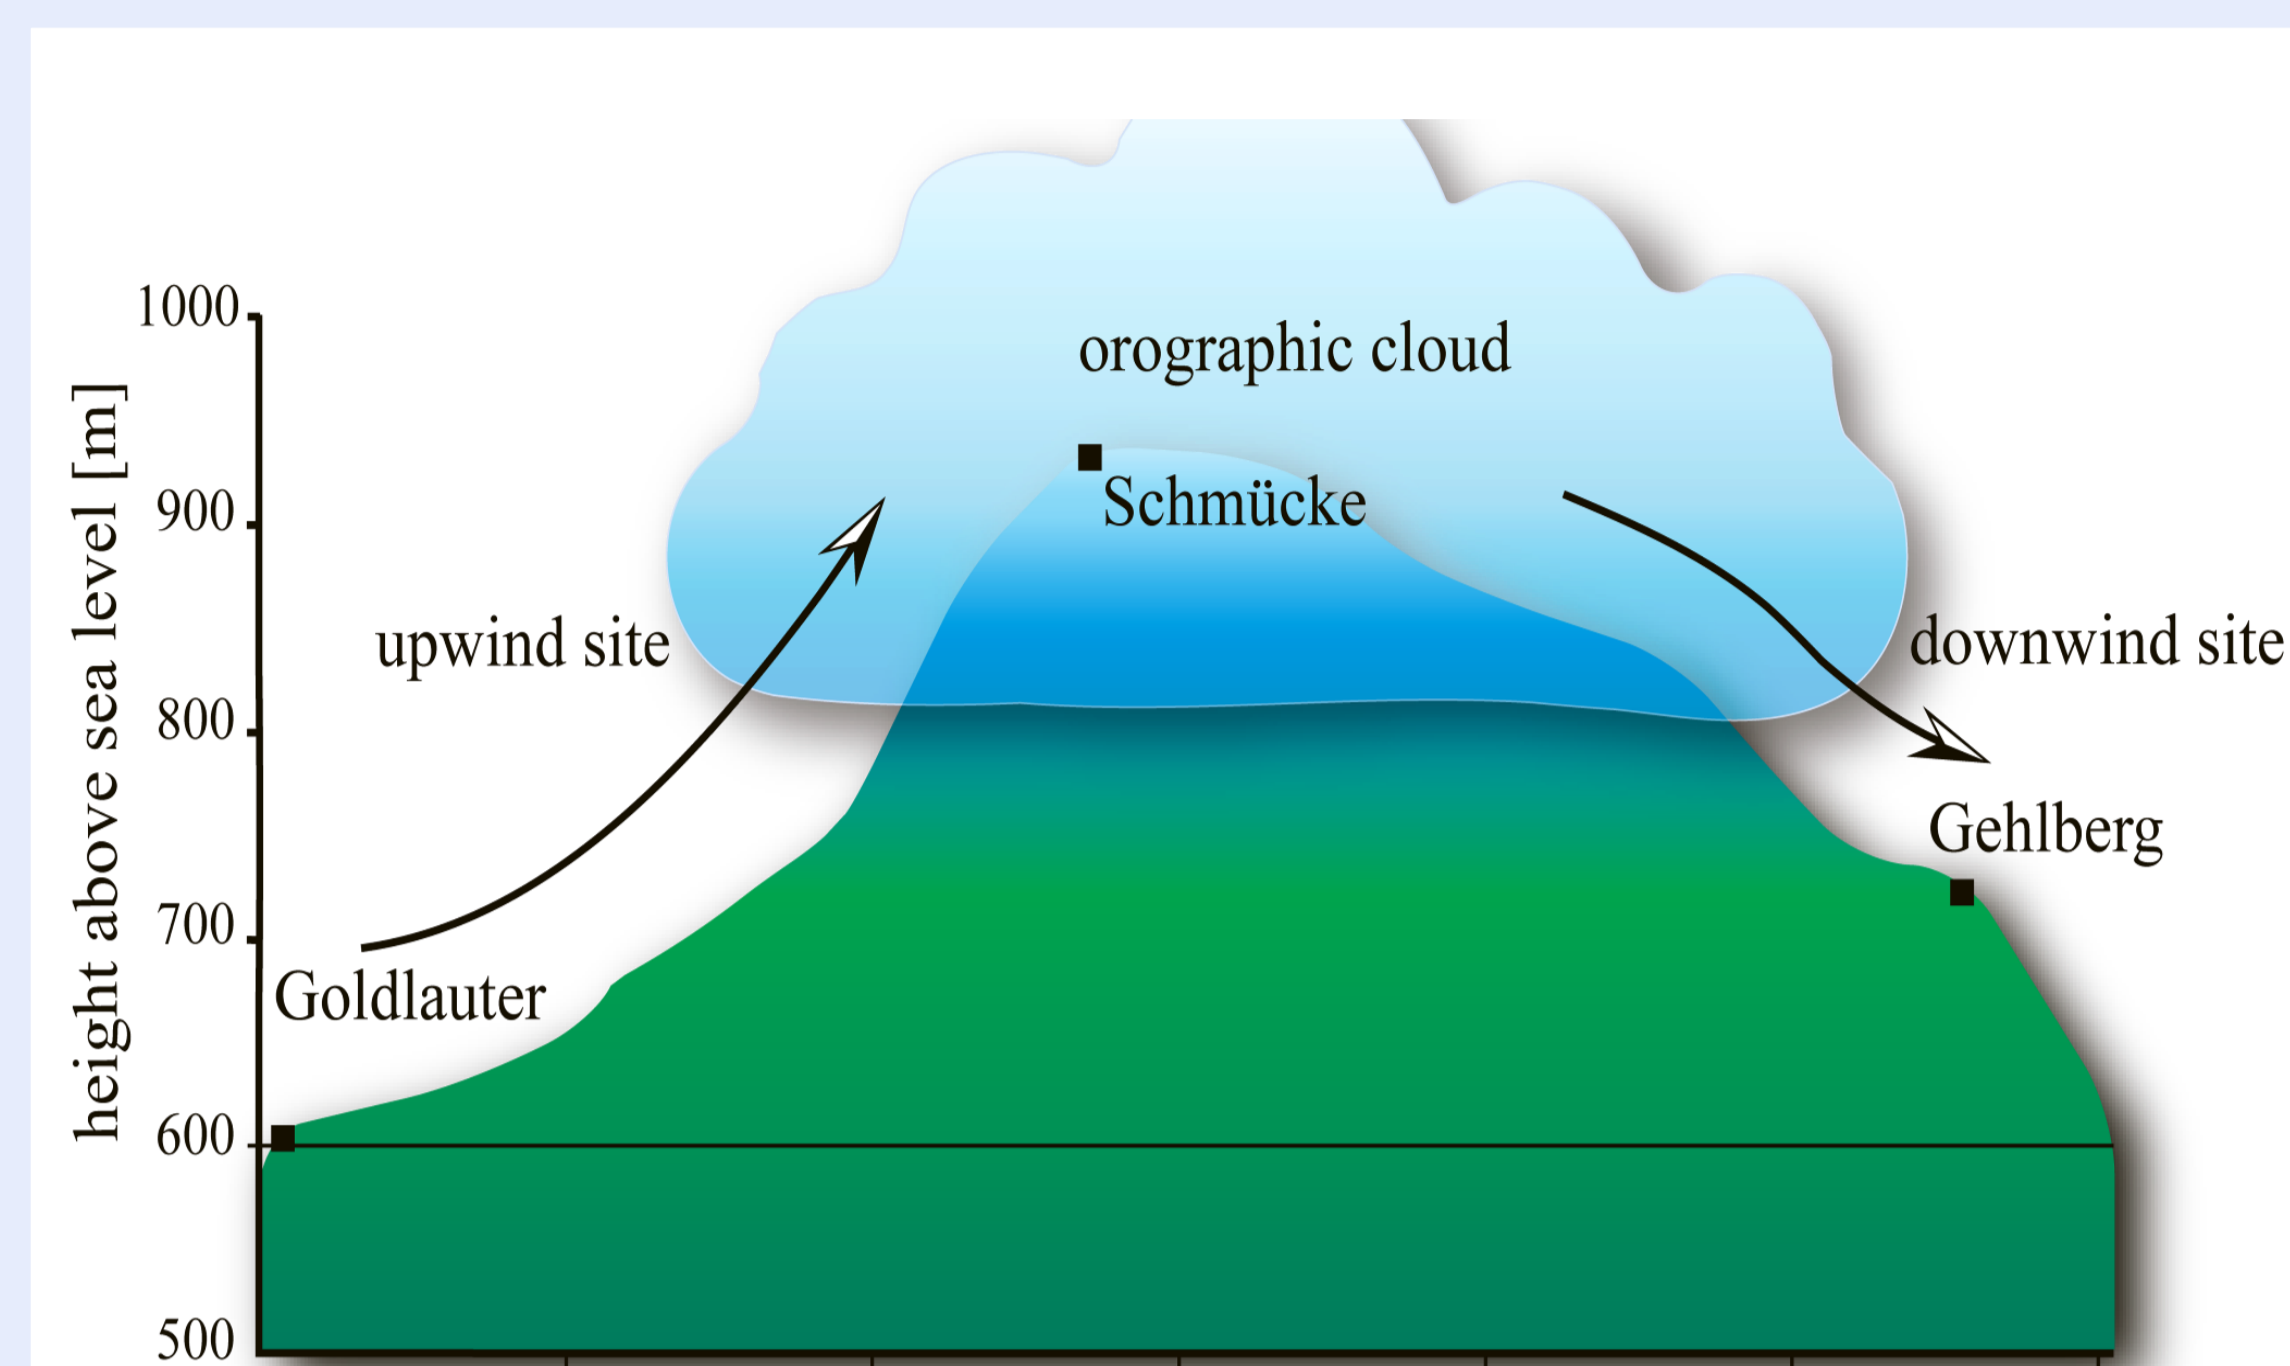 1000
orographic cloud
height above sea level [m]
Schmücke
900
upwind site
downwind site
800
Gehlberg
700
Goldlauter
600
500